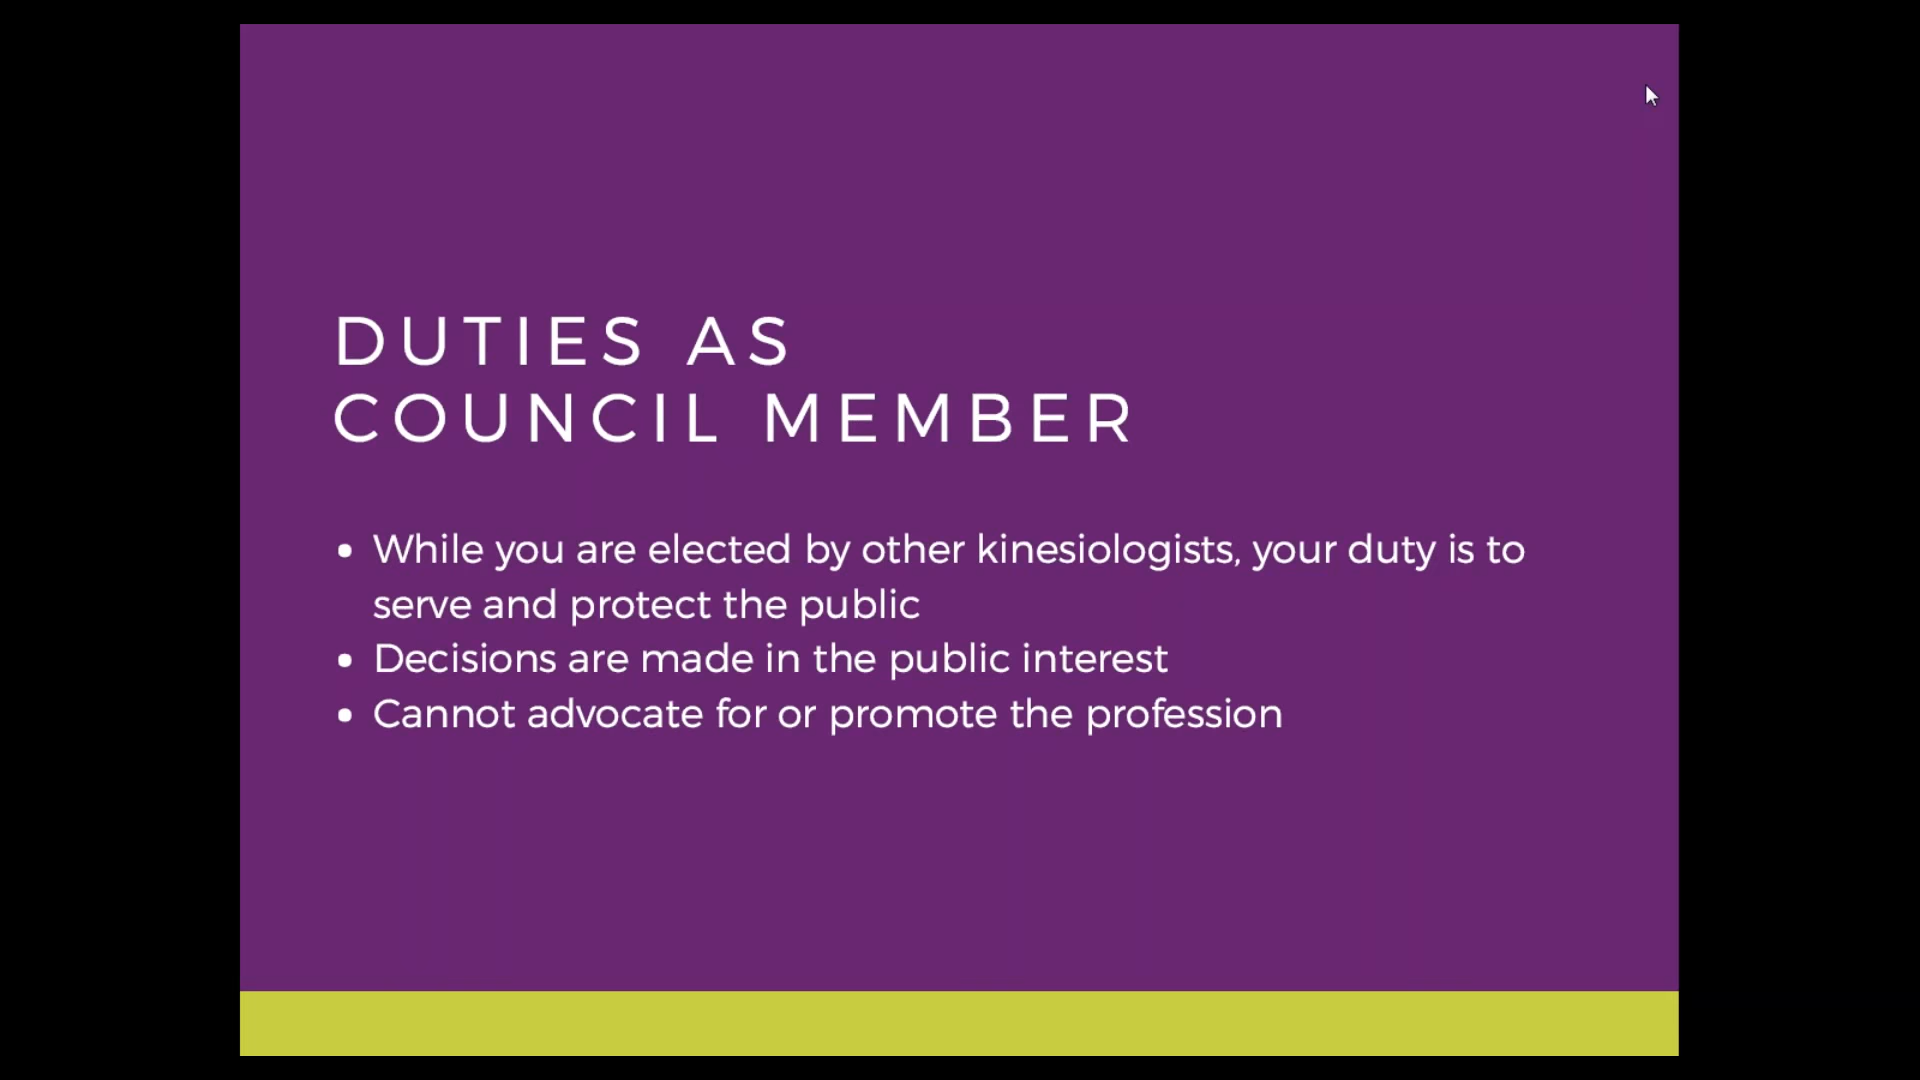 DUTIES AS
COUNCIL MEMBER
• While you are elected by other kinesiologists, your duty is to
serve and protect the public
• Decisions are made in the public interest
• Cannot advocate for or promote the profession